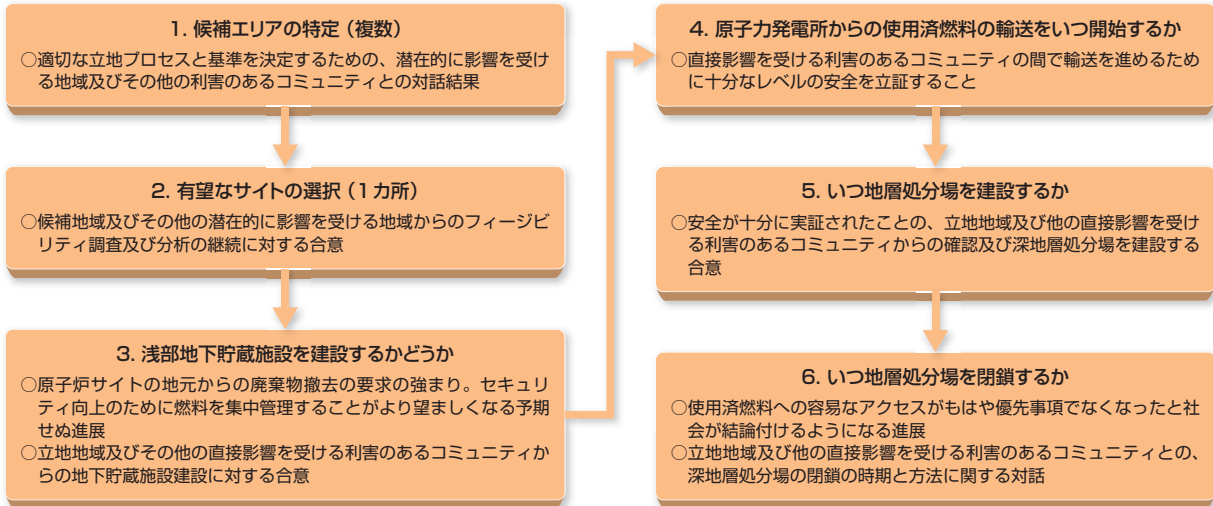 1. 候補エリアの特定（複数）
○適切な立地プロセスと基準を決定するための、潜在的に影響を受け
る地域及びその他の利害のあるコミュニティとの対話結果
2. 有望なサイトの選択（1カ所）
○候補地域及びその他の潜在的に影響を受ける地域からのフィージビ
リティ調査及び分析の継続に対する合意
3. 浅部地下貯蔵施設を建設するかどうか
○原子炉サイトの地元からの廃棄物撤去の要求の強まり。セキュリ
ティ向上のために燃料を集中管理することがより望ましくなる予期
せぬ進展
○立地地域及びその他の直接影響を受ける利害のあるコミュニティか
らの地下貯蔵施設建設に対する合意
4. 原子力発電所からの使用済燃料の輸送をいつ開始するか
○直接影響を受ける利害のあるコミュニティの間で輸送を進めるため
に十分なレベルの安全を立証すること
5. いつ地層処分場を建設するか
○安全が十分に実証されたことの、立地地域及び他の直接影響を受け
る利害のあるコミュニティからの確認及び深地層処分場を建設する
合意
6. いつ地層処分場を閉鎖するか
○使用済燃料への容易なアクセスがもはや優先事項でなくなったと社
会が結論付けるようになる進展
○立地地域及び他の直接影響を受ける利害のあるコミュニティとの、
深地層処分場の閉鎖の時期と方法に関する対話